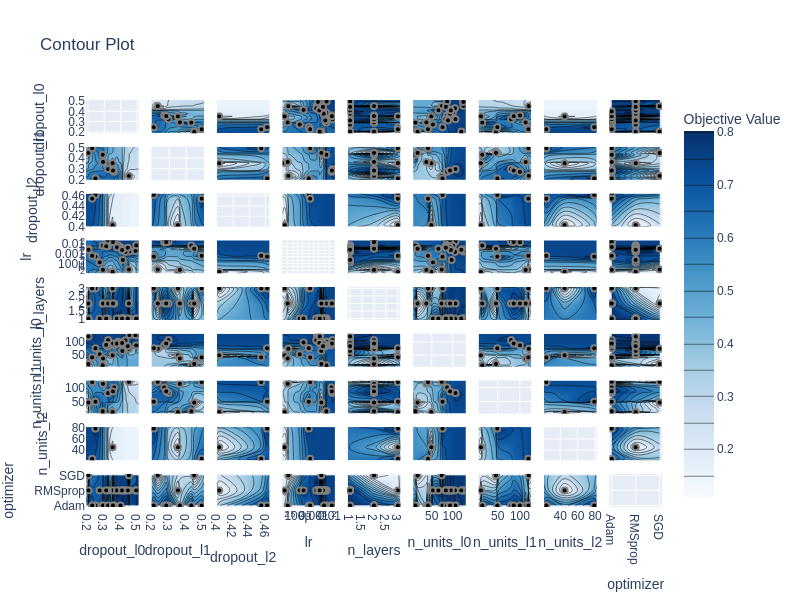 Contour Plot
Objective Value
0.8
0.7
0.6
0.5
0.4
0.3
0.2
dropout_l0
0.5
0.4
0.3
0.2
dropout_l1
0.5
0.4
0.3
0.2
dropout_l2
0.46
0.44
0.42
0.4
lr
0.01
0.001
n_layers
3
2.5
2
1.5
1
n_units_l0
100
50
n_units_l1
100
50
n_units_l2
80
60
40
optimizer
SGD
RMSprop
Adam
0.2 0.3 0.4 0.5
0.2 0.3 0.4 0.5
0.4 0.42 0.44 0.46
1 1.5 2 2.5 3
50 100
50 100
40 60 80
Adam RMSprop SGD
dropout_l0 dropout_l1 dropout_l2 lr n_layers n_units_l0 n_units_l1 n_units_l2 optimizer